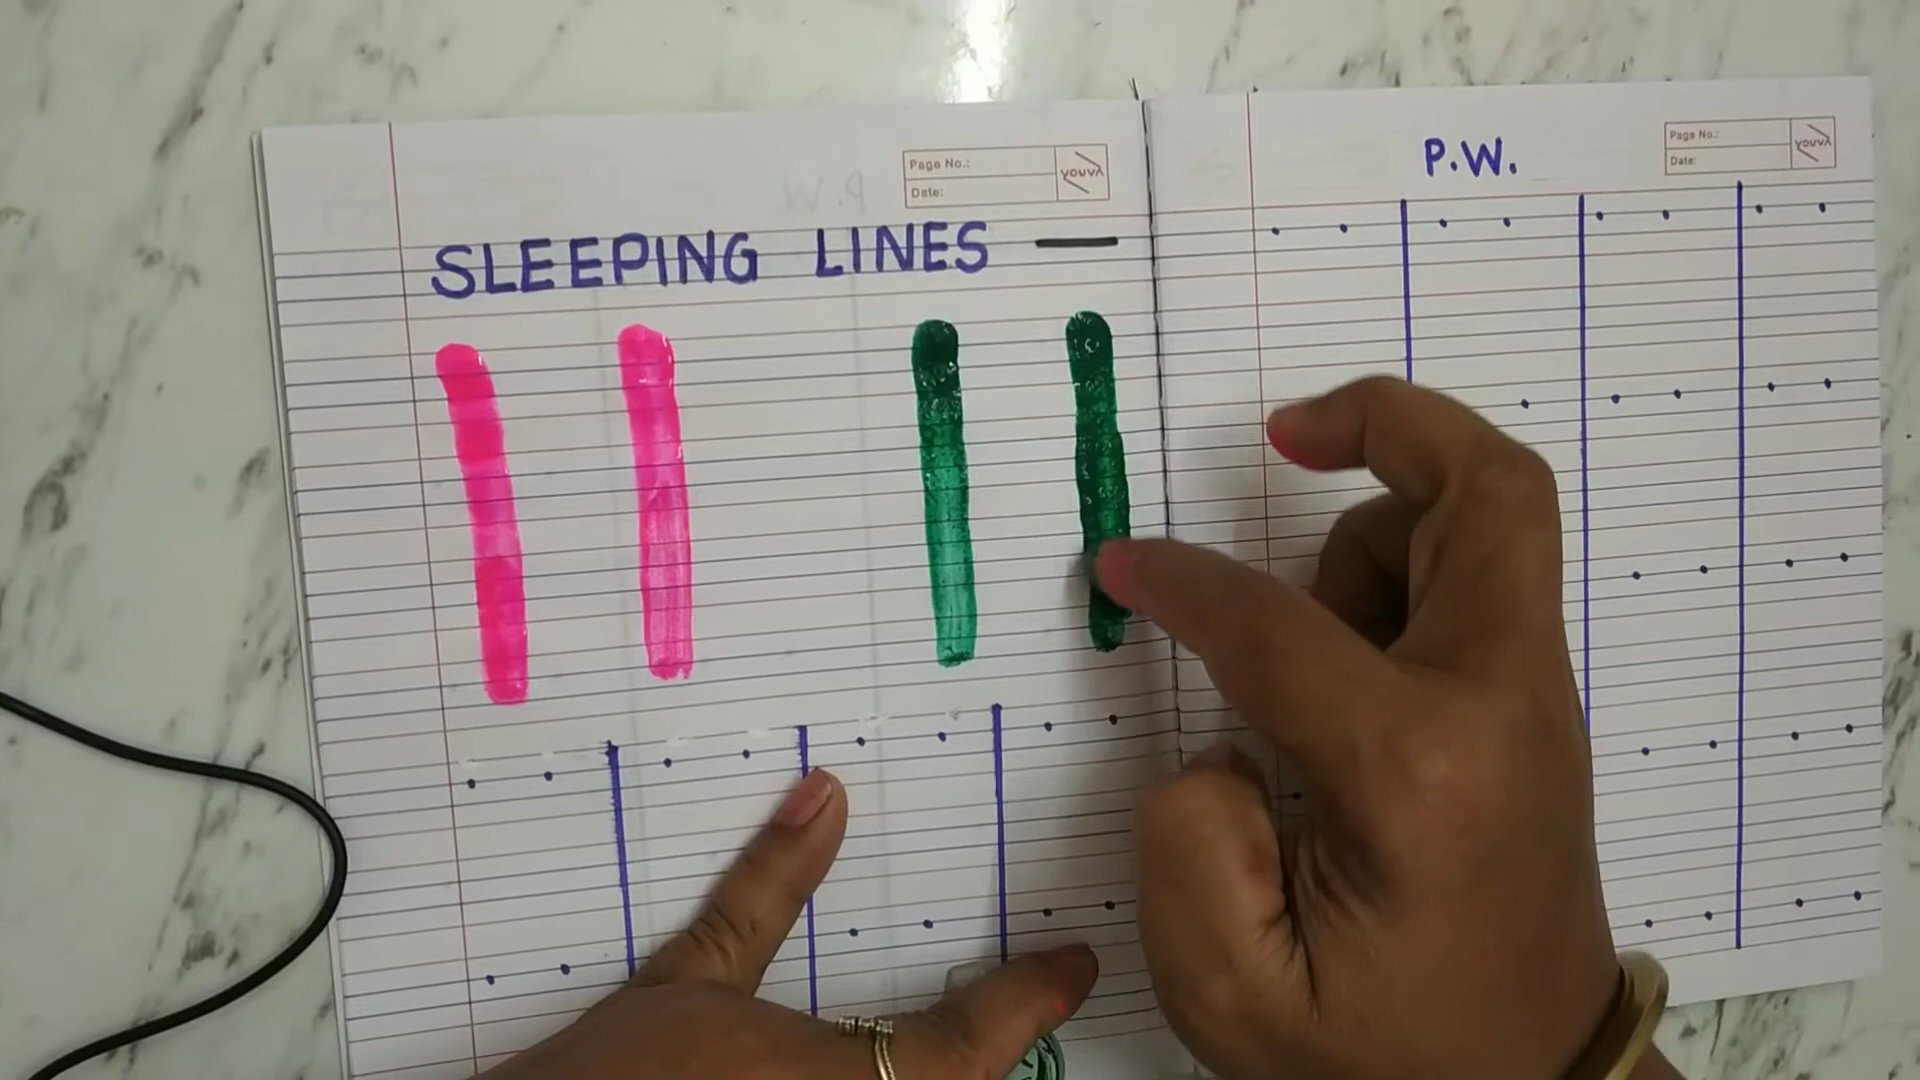 Page No.:
youva
Date:
SLEEPING LINES —
P.W.
Page No.:
youva
Date: